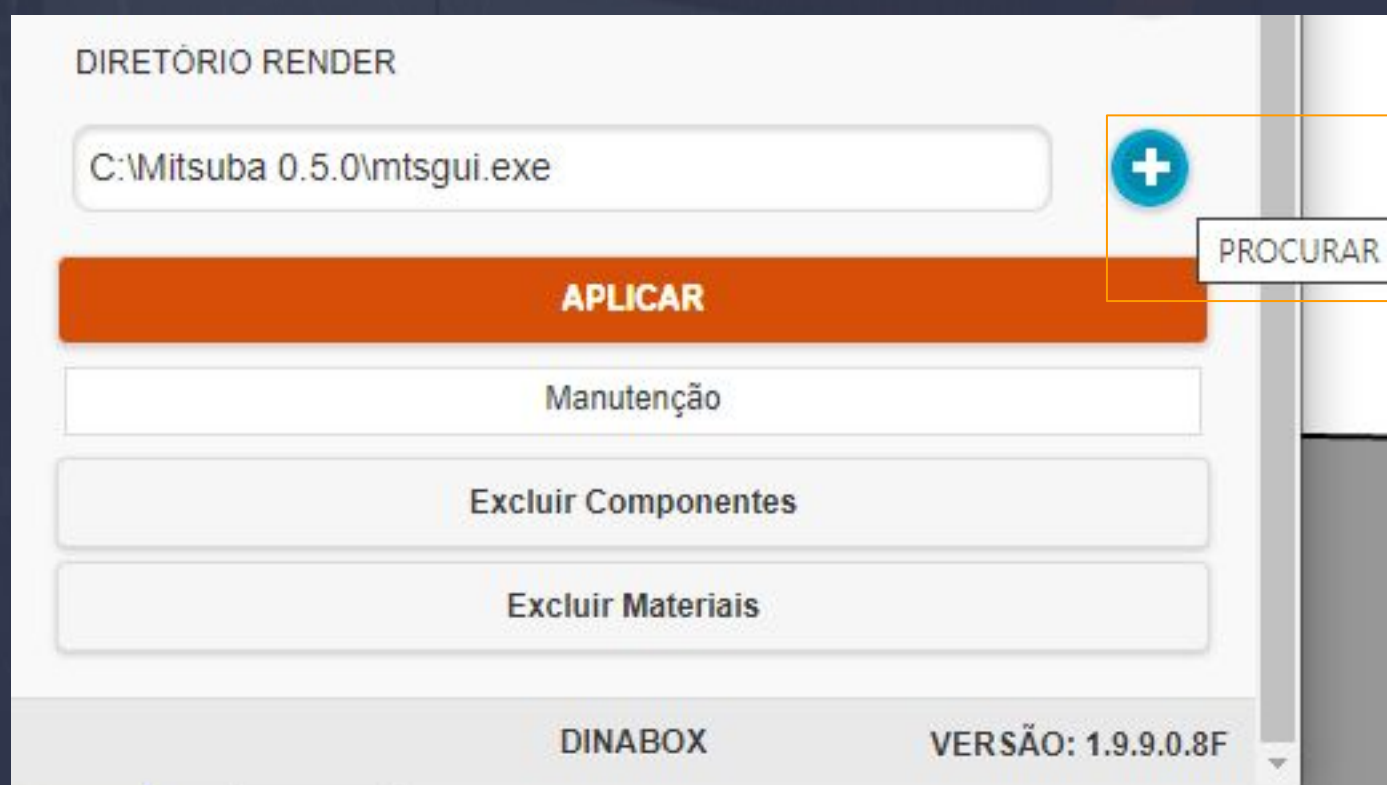 DIRETÓRIO RENDER
C:\Mitsuba 0.5.0\mtsgui.exe
PROCURAR
APLICAR
Manutenção
Excluir Componentes
Excluir Materiais
DINABOX VERSÃO: 1.9.9.0.8F